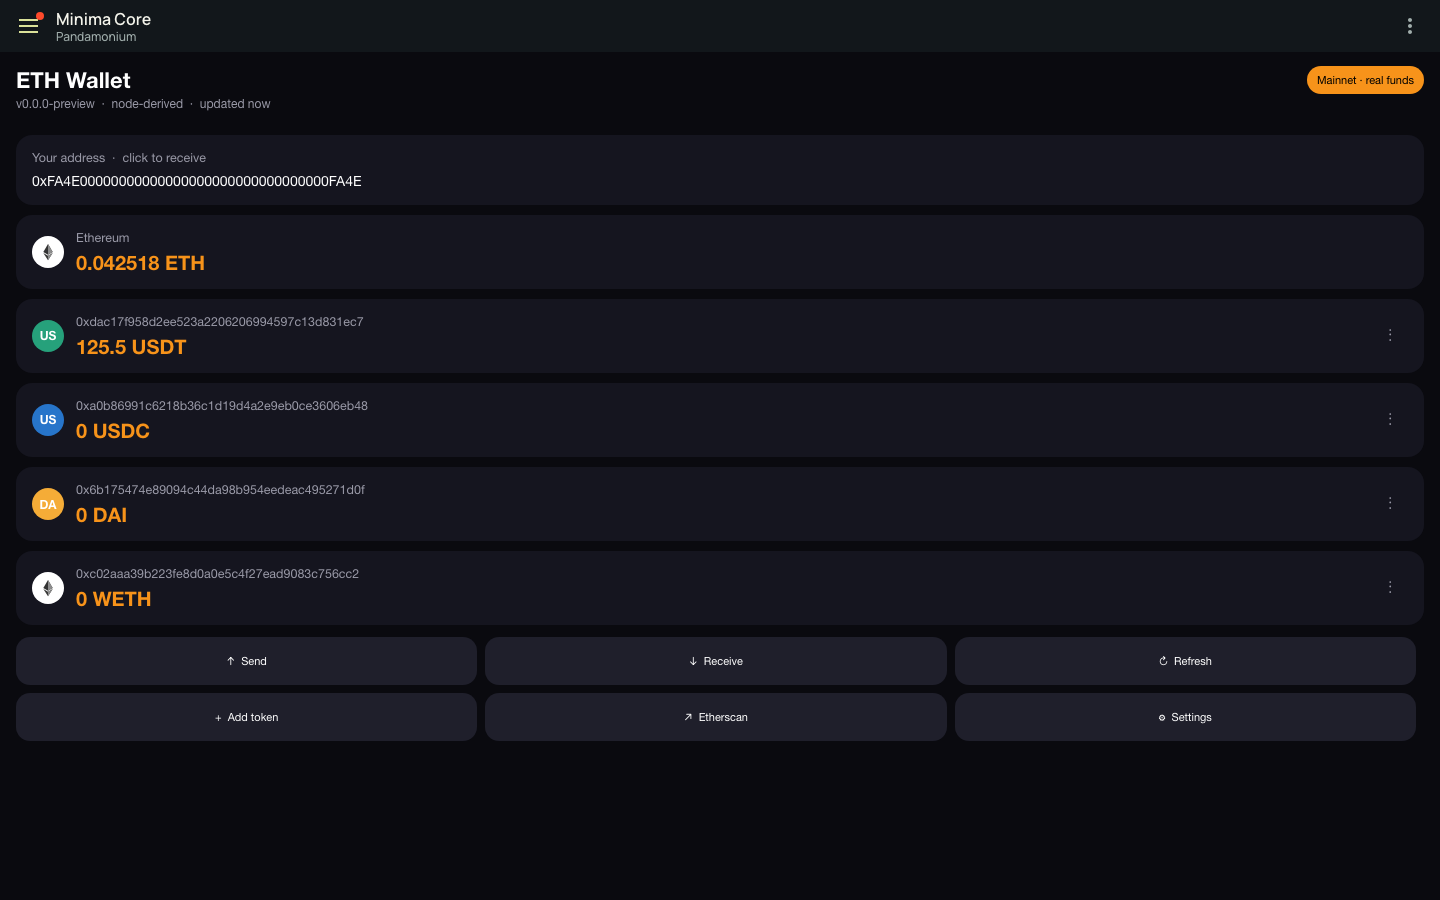 Minima Core
Pandamonium
ETH Wallet
v0.0.0-preview · node-derived · updated now
Mainnet · real funds
Your address · click to receive
0xFA4E00000000000000000000000000000000FA4E
Ethereum
0.042518 ETH
US
0xdac17f958d2ee523a2206206994597c13d831ec7
125.5 USDT
US
0xa0b86991c6218b36c1d19d4a2e9eb0ce3606eb48
0 USDC
DA
0x6b175474e89094c44da98b954eedeac495271d0f
0 DAI
0xc02aaa39b223fe8d0a0e5c4f27ead9083c756cc2
0 WETH
↑ Send
↓ Receive
↻ Refresh
+ Add token
↗ Etherscan
⚙ Settings